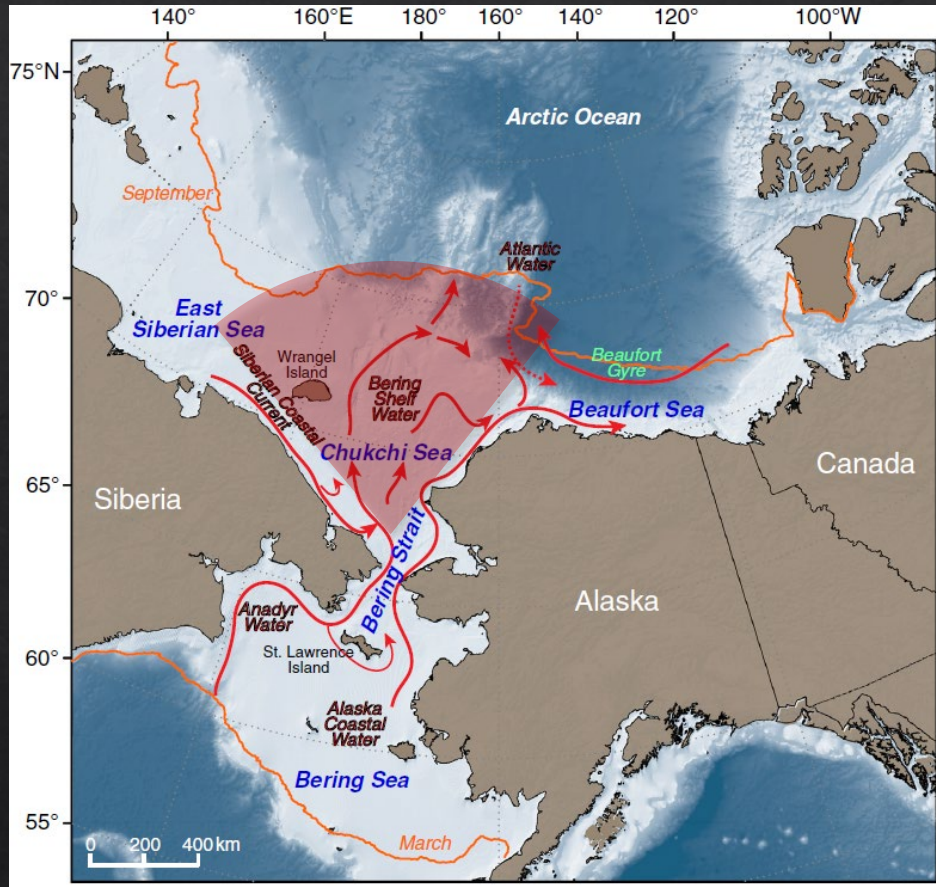 140°
160°E
180°
160°
140°
120°
100°W
75°N
70°
65°
60°
55°
Arctic Ocean
September
Atlantic
Water
East
Siberian Sea
Wrangel
Island
Siberian Coastal
Current
Bering
Shelf
Water
Beaufort
Gyre
Beaufort Sea
Chukchi Sea
Canada
Siberia
Bering Strait
Alaska
Anadyr
Water
St. Lawrence
Island
Alaska
Coastal
Water
Bering Sea
March
0 200 400 km